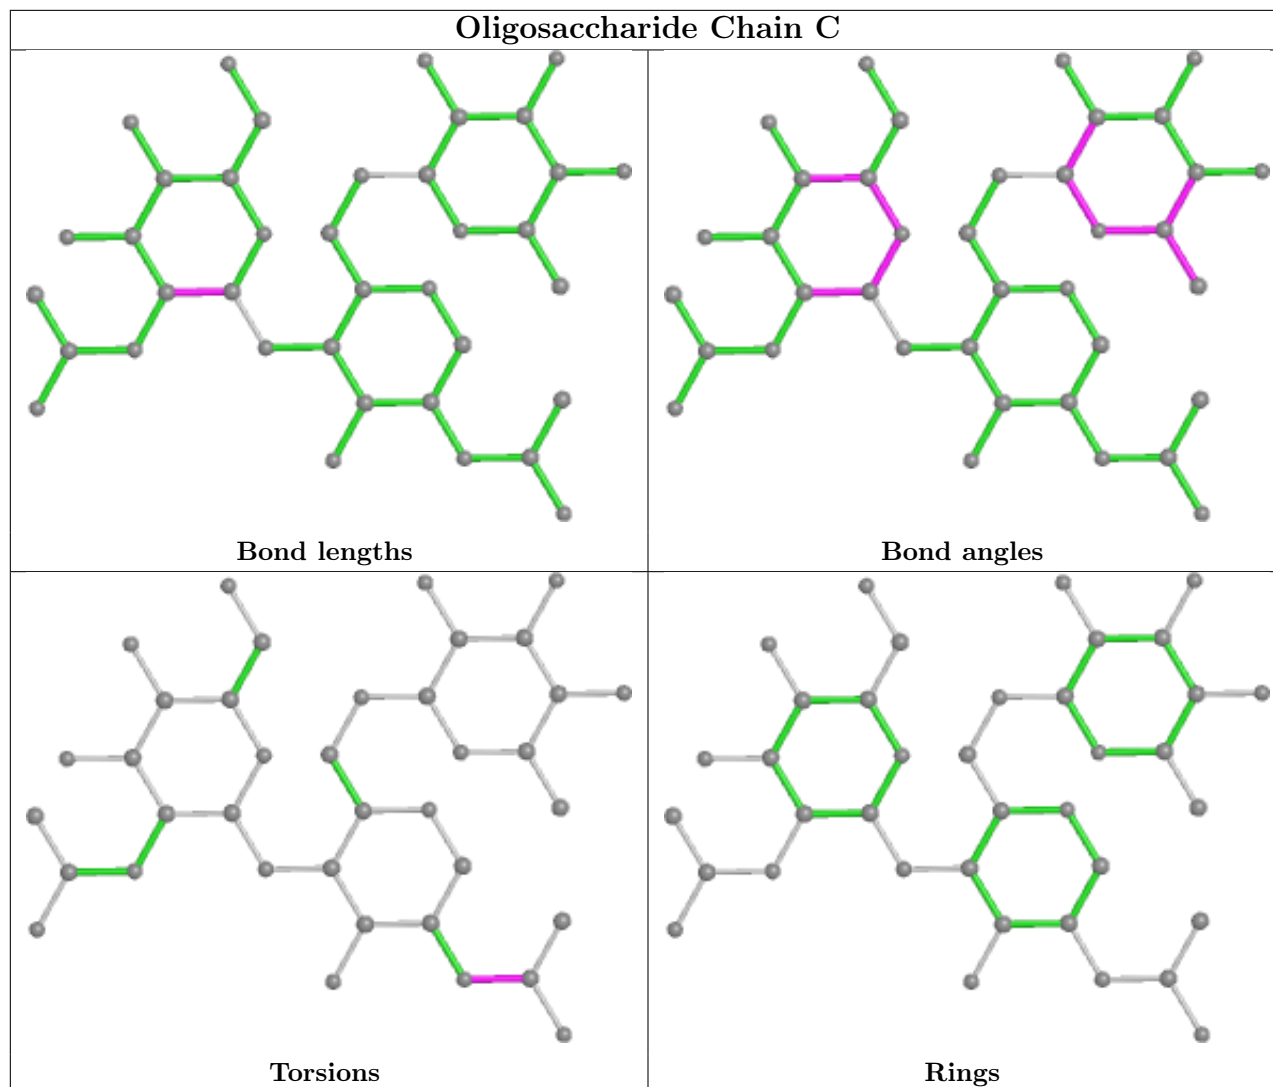 Oligosaccharide Chain C
Bond lengths
Bond angles
Torsions
Rings